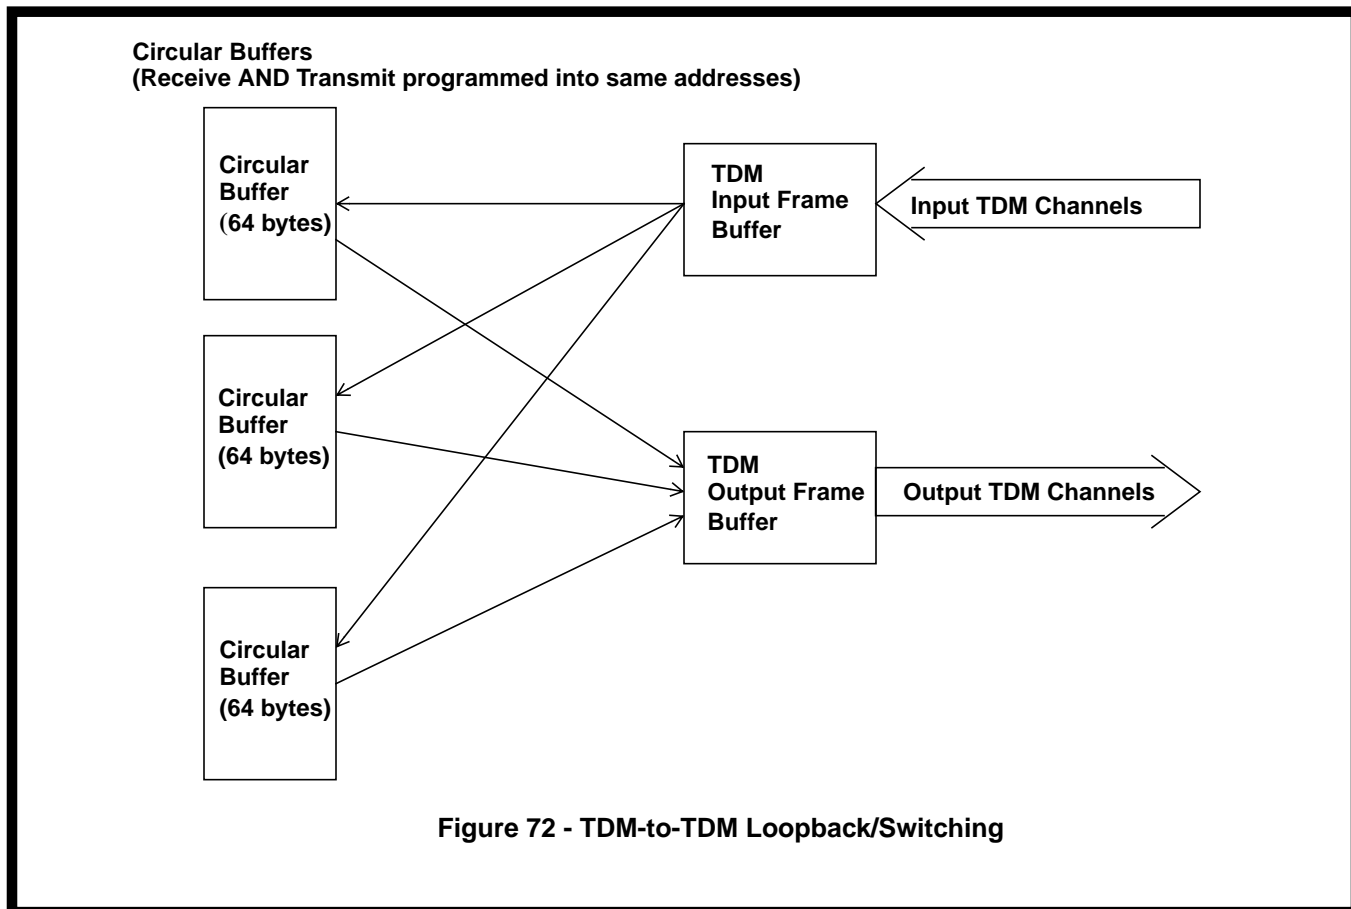 Circular Buffers
(Receive AND Transmit programmed into same addresses)
Circular
Buffer
(64 bytes)
TDM
Input Frame
Buffer
Input TDM Channels
Circular
Buffer
(64 bytes)
TDM
Output Frame
Buffer
Output TDM Channels
Circular
Buffer
(64 bytes)
Figure 72 - TDM-to-TDM Loopback/Switching